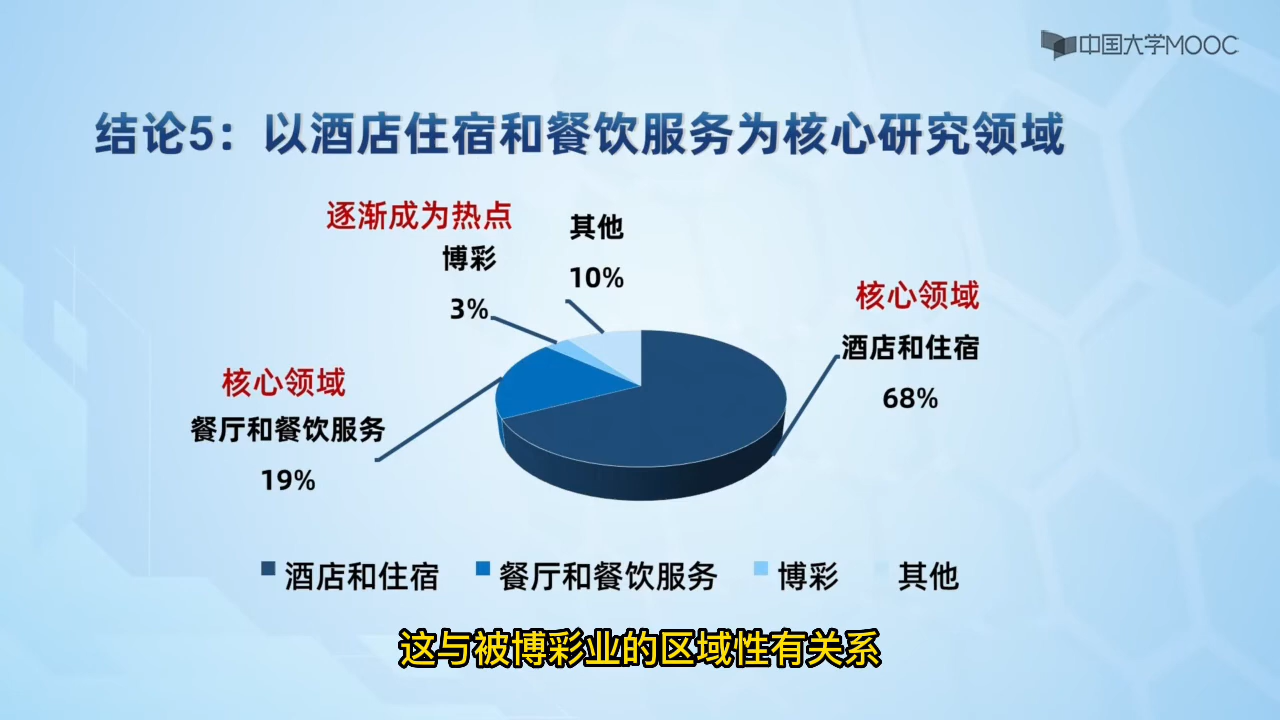 中国大学MOOC
结论5：以酒店住宿和餐饮服务为核心研究领域
逐渐成为热点
博彩
3%
其他
10%
核心领域
酒店和住宿
68%
核心领域
餐厅和餐饮服务
19%
酒店和住宿 餐厅和餐饮服务 博彩 其他
这与被博彩业的区域性有关系